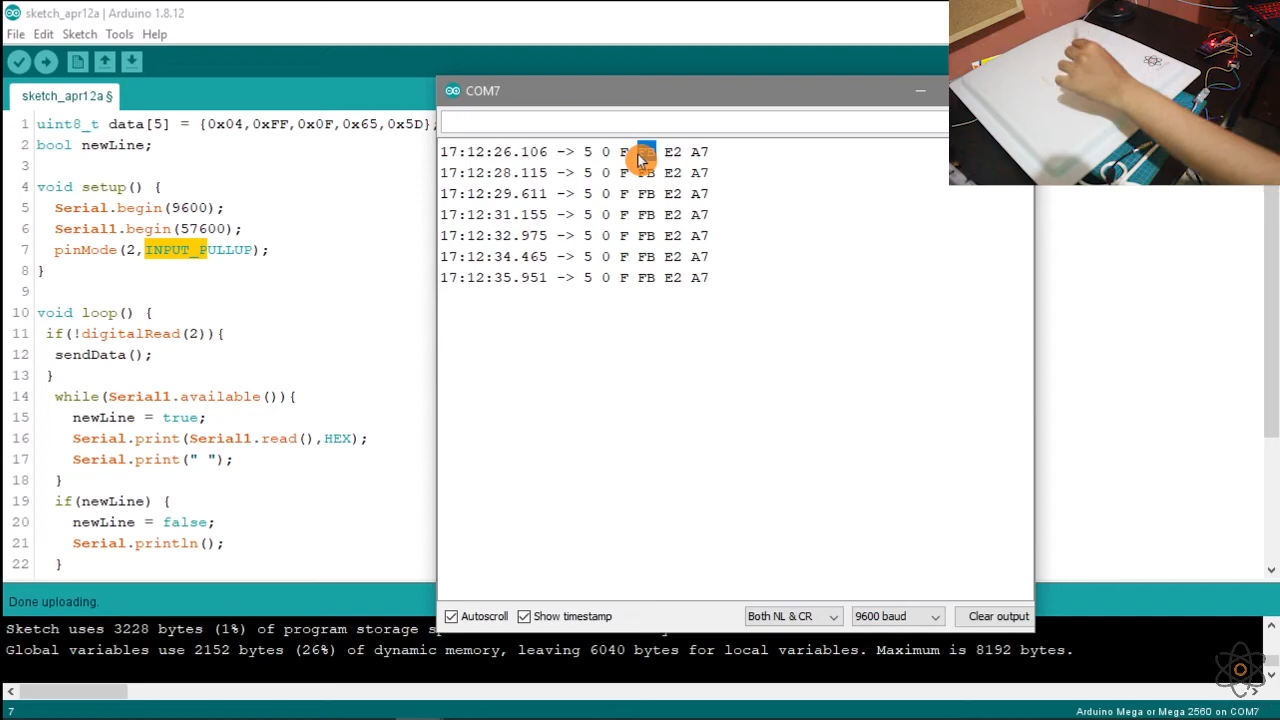 sketch_apr12a | Arduino 1.8.12
File Edit Sketch Tools Help
sketch_apr12a §
1 uint8_t data[5] = {0x04,0xFF,0x0F,0x65,0x5D};
2 bool newLine;
3
4 void setup() {
5 Serial.begin(9600);
6 Serial1.begin(57600);
7 pinMode(2,INPUT_PULLUP);
8 }
9
10 void loop() {
11 if(!digitalRead(2)){
12 sendData();
13 }
14 while(Serial1.available()){
15 newLine = true;
16 Serial.print(Serial1.read(),HEX);
17 Serial.print(" ");
18 }
19 if(newLine) {
20 newLine = false;
21 Serial.println();
22 }
COM7
17:12:26.106 -> 5 0 F FB E2 A7
17:12:28.115 -> 5 0 F FB E2 A7
17:12:29.611 -> 5 0 F FB E2 A7
17:12:31.155 -> 5 0 F FB E2 A7
17:12:32.975 -> 5 0 F FB E2 A7
17:12:34.465 -> 5 0 F FB E2 A7
17:12:35.951 -> 5 0 F FB E2 A7
Autoscroll Show timestamp Both NL & CR 9600 baud Clear output
Done uploading.
Sketch uses 3228 bytes (1%) of program storage
Global variables use 2152 bytes (26%) of dynamic memory, leaving 6040 bytes for local variables. Maximum is 8192 bytes.
7 Arduino Mega or Mega 2560 on COM7